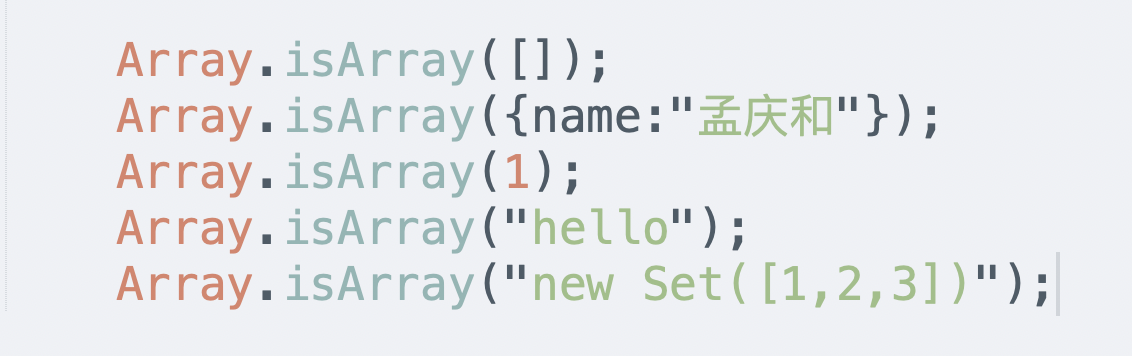 Array.isArray([]);
Array.isArray({name:"孟庆和"});
Array.isArray(1);
Array.isArray("hello");
Array.isArray("new Set([1,2,3])");